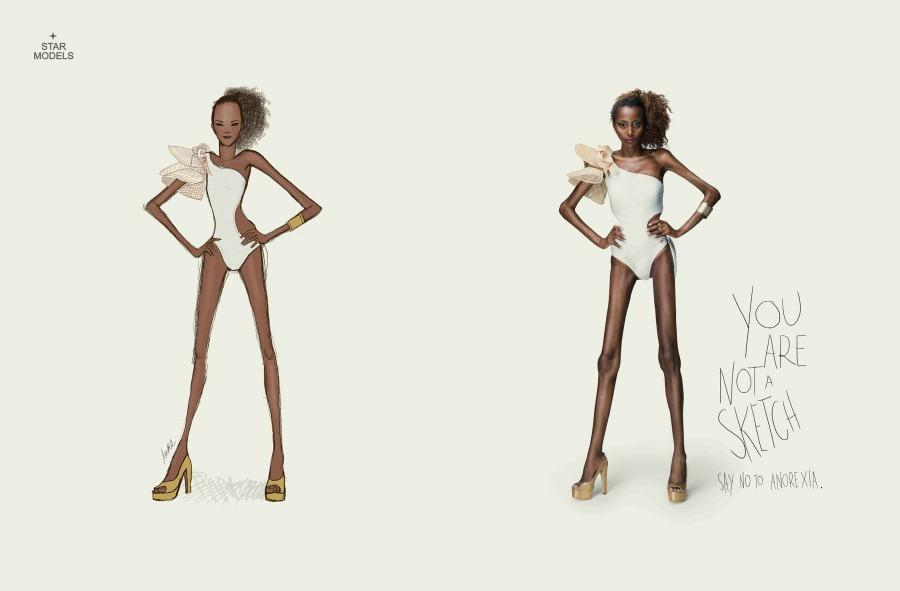 STAR
MODELS
YOU
ARE
NOT A
SKETCH
SAY NO TO ANOREXIA.